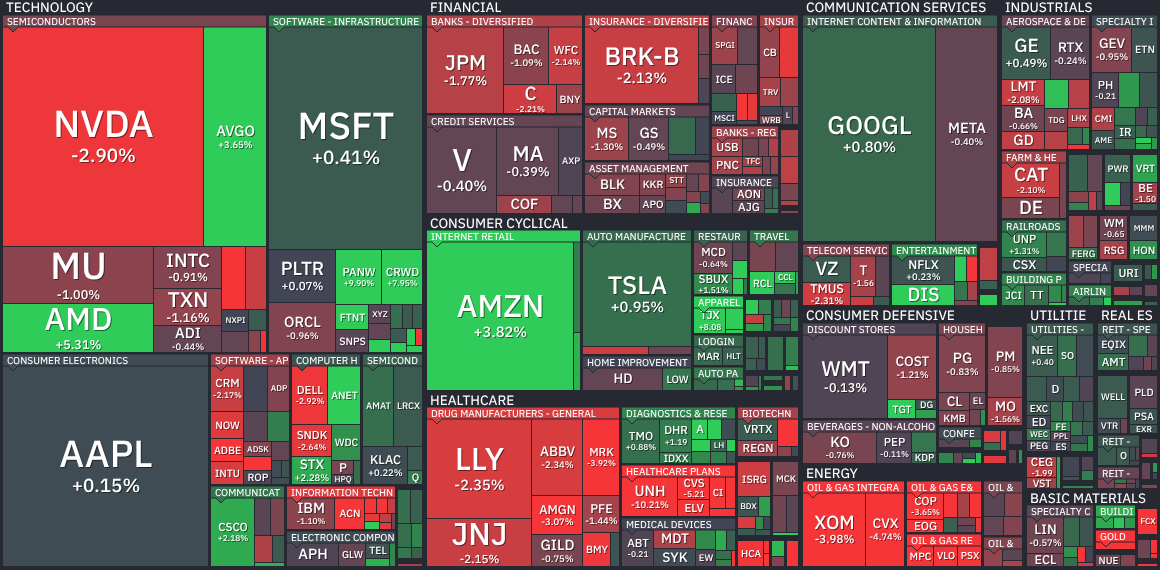 TECHNOLOGY
SEMICONDUCTORS
NVDA
-2.90%
AVGO
+3.65%
MU
-1.00%
AMD
+5.31%
INTC
-0.91%
TXN
-1.16%
ADI
-0.44%
NXPI
SOFTWARE - INFRASTRUCTURE
MSFT
+0.41%
PLTR
+0.07%
ORCL
-0.96%
PANW
+9.90%
CRWD
+7.95%
FTNT
XYZ
SNPS
CONSUMER ELECTRONICS
AAPL
+0.15%
SOFTWARE - AP
CRM
-2.17%
ADP
NOW
ADBE
ADSK
INTU
ROP
COMPUTER H
DELL
-2.92%
ANET
SNDK
-2.64%
WDC
STX
+2.28%
P
HPQ
SEMICOND
AMAT
LRCX
KLAC
+0.22%
Q
COMMUNICAT
CSCO
+2.18%
INFORMATION TECHN
IBM
-1.10%
ACN
ELECTRONIC COMPON
APH
GLW
TEL
FINANCIAL
BANKS - DIVERSIFIED
JPM
-1.77%
BAC
-1.09%
WFC
-2.14%
C
-2.21%
BNY
CREDIT SERVICES
V
-0.40%
MA
-0.39%
AXP
COF
INSURANCE - DIVERSIFIE
BRK-B
-2.13%
CAPITAL MARKETS
MS
-1.30%
GS
-0.49%
ASSET MANAGEMENT
BLK
KKR
STT
BX
APO
FINANC
SPGI
ICE
MSCI
INSUR
CB
TRV
WRB
L
BANKS - REG
USB
PNC
TFC
INSURANCE
AON
AJG
CONSUMER CYCLICAL
INTERNET RETAIL
AMZN
+3.82%
AUTO MANUFACTURE
TSLA
+0.95%
HOME IMPROVEMENT
HD
LOW
RESTAUR
MCD
-0.64%
SBUX
+1.51%
TRAVEL
RCL
CCL
APPAREL
TJX
+8.08
LODGIN
MAR
HLT
AUTO PA
HEALTHCARE
DRUG MANUFACTURERS - GENERAL
LLY
-2.35%
JNJ
-2.15%
ABBV
-2.34%
MRK
-3.92%
AMGN
-3.07%
PFE
-1.44%
GILD
-0.75%
BMY
DIAGNOSTICS & RESE
TMO
+0.88%
DHR
+1.19
A
LH
IDXX
BIOTECHN
VRTX
REGN
HEALTHCARE PLANS
UNH
-10.21%
CVS
-5.21
CI
ELV
MEDICAL DEVICES
ABT
-0.21
MDT
SYK
EW
ISRG
BDX
MCK
HCA
COMMUNICATION SERVICES
INTERNET CONTENT & INFORMATION
GOOGL
+0.80%
META
-0.40%
TELECOM SERVIC
VZ
T
-1.56
TMUS
-2.31%
ENTERTAINMENT
NFLX
+0.23%
DIS
CONSUMER DEFENSIVE
DISCOUNT STORES
WMT
-0.13%
COST
-1.21%
TGT
DG
HOUSEH
PG
-0.83%
CL
EL
KMB
PM
-0.85%
MO
-1.56%
BEVERAGES - NON-ALCOHO
KO
-0.76%
PEP
-0.11%
KDP
CONFE
ENERGY
OIL & GAS INTEGRA
XOM
-3.98%
CVX
-4.74%
OIL & GAS E&
COP
-3.65%
EOG
OIL & GAS RE
MPC
VLO
PSX
OIL &
OIL &
INDUSTRIALS
AEROSPACE & DE
GE
+0.49%
RTX
-0.24%
LMT
-2.08%
BA
-0.66%
TDG
LHX
GD
SPECIALTY I
GEV
-0.95%
ETN
PH
-0.21
CMI
IR
AME
FARM & HE
CAT
-2.10%
DE
PWR
VRT
BE
-1.50
RAILROADS
UNP
+1.31%
CSX
FERG
WM
-0.65
MMM
RSG
HON
BUILDING P
JCI
TT
SPECIA
URI
AIRLIN
UTILITIE
UTILITIES -
NEE
+0.40
SO
D
EXC
ED
FE
WEC
PPL
PEG
ES
CEG
-1.99
VST
REAL ES
REIT - SPE
EQIX
AMT
WELL
PLD
VTR
PSA
EXR
REIT -
O
REIT -
BASIC MATERIALS
SPECIALTY C
LIN
-0.57%
ECL
BUILDI
GOLD
NUE
FCX